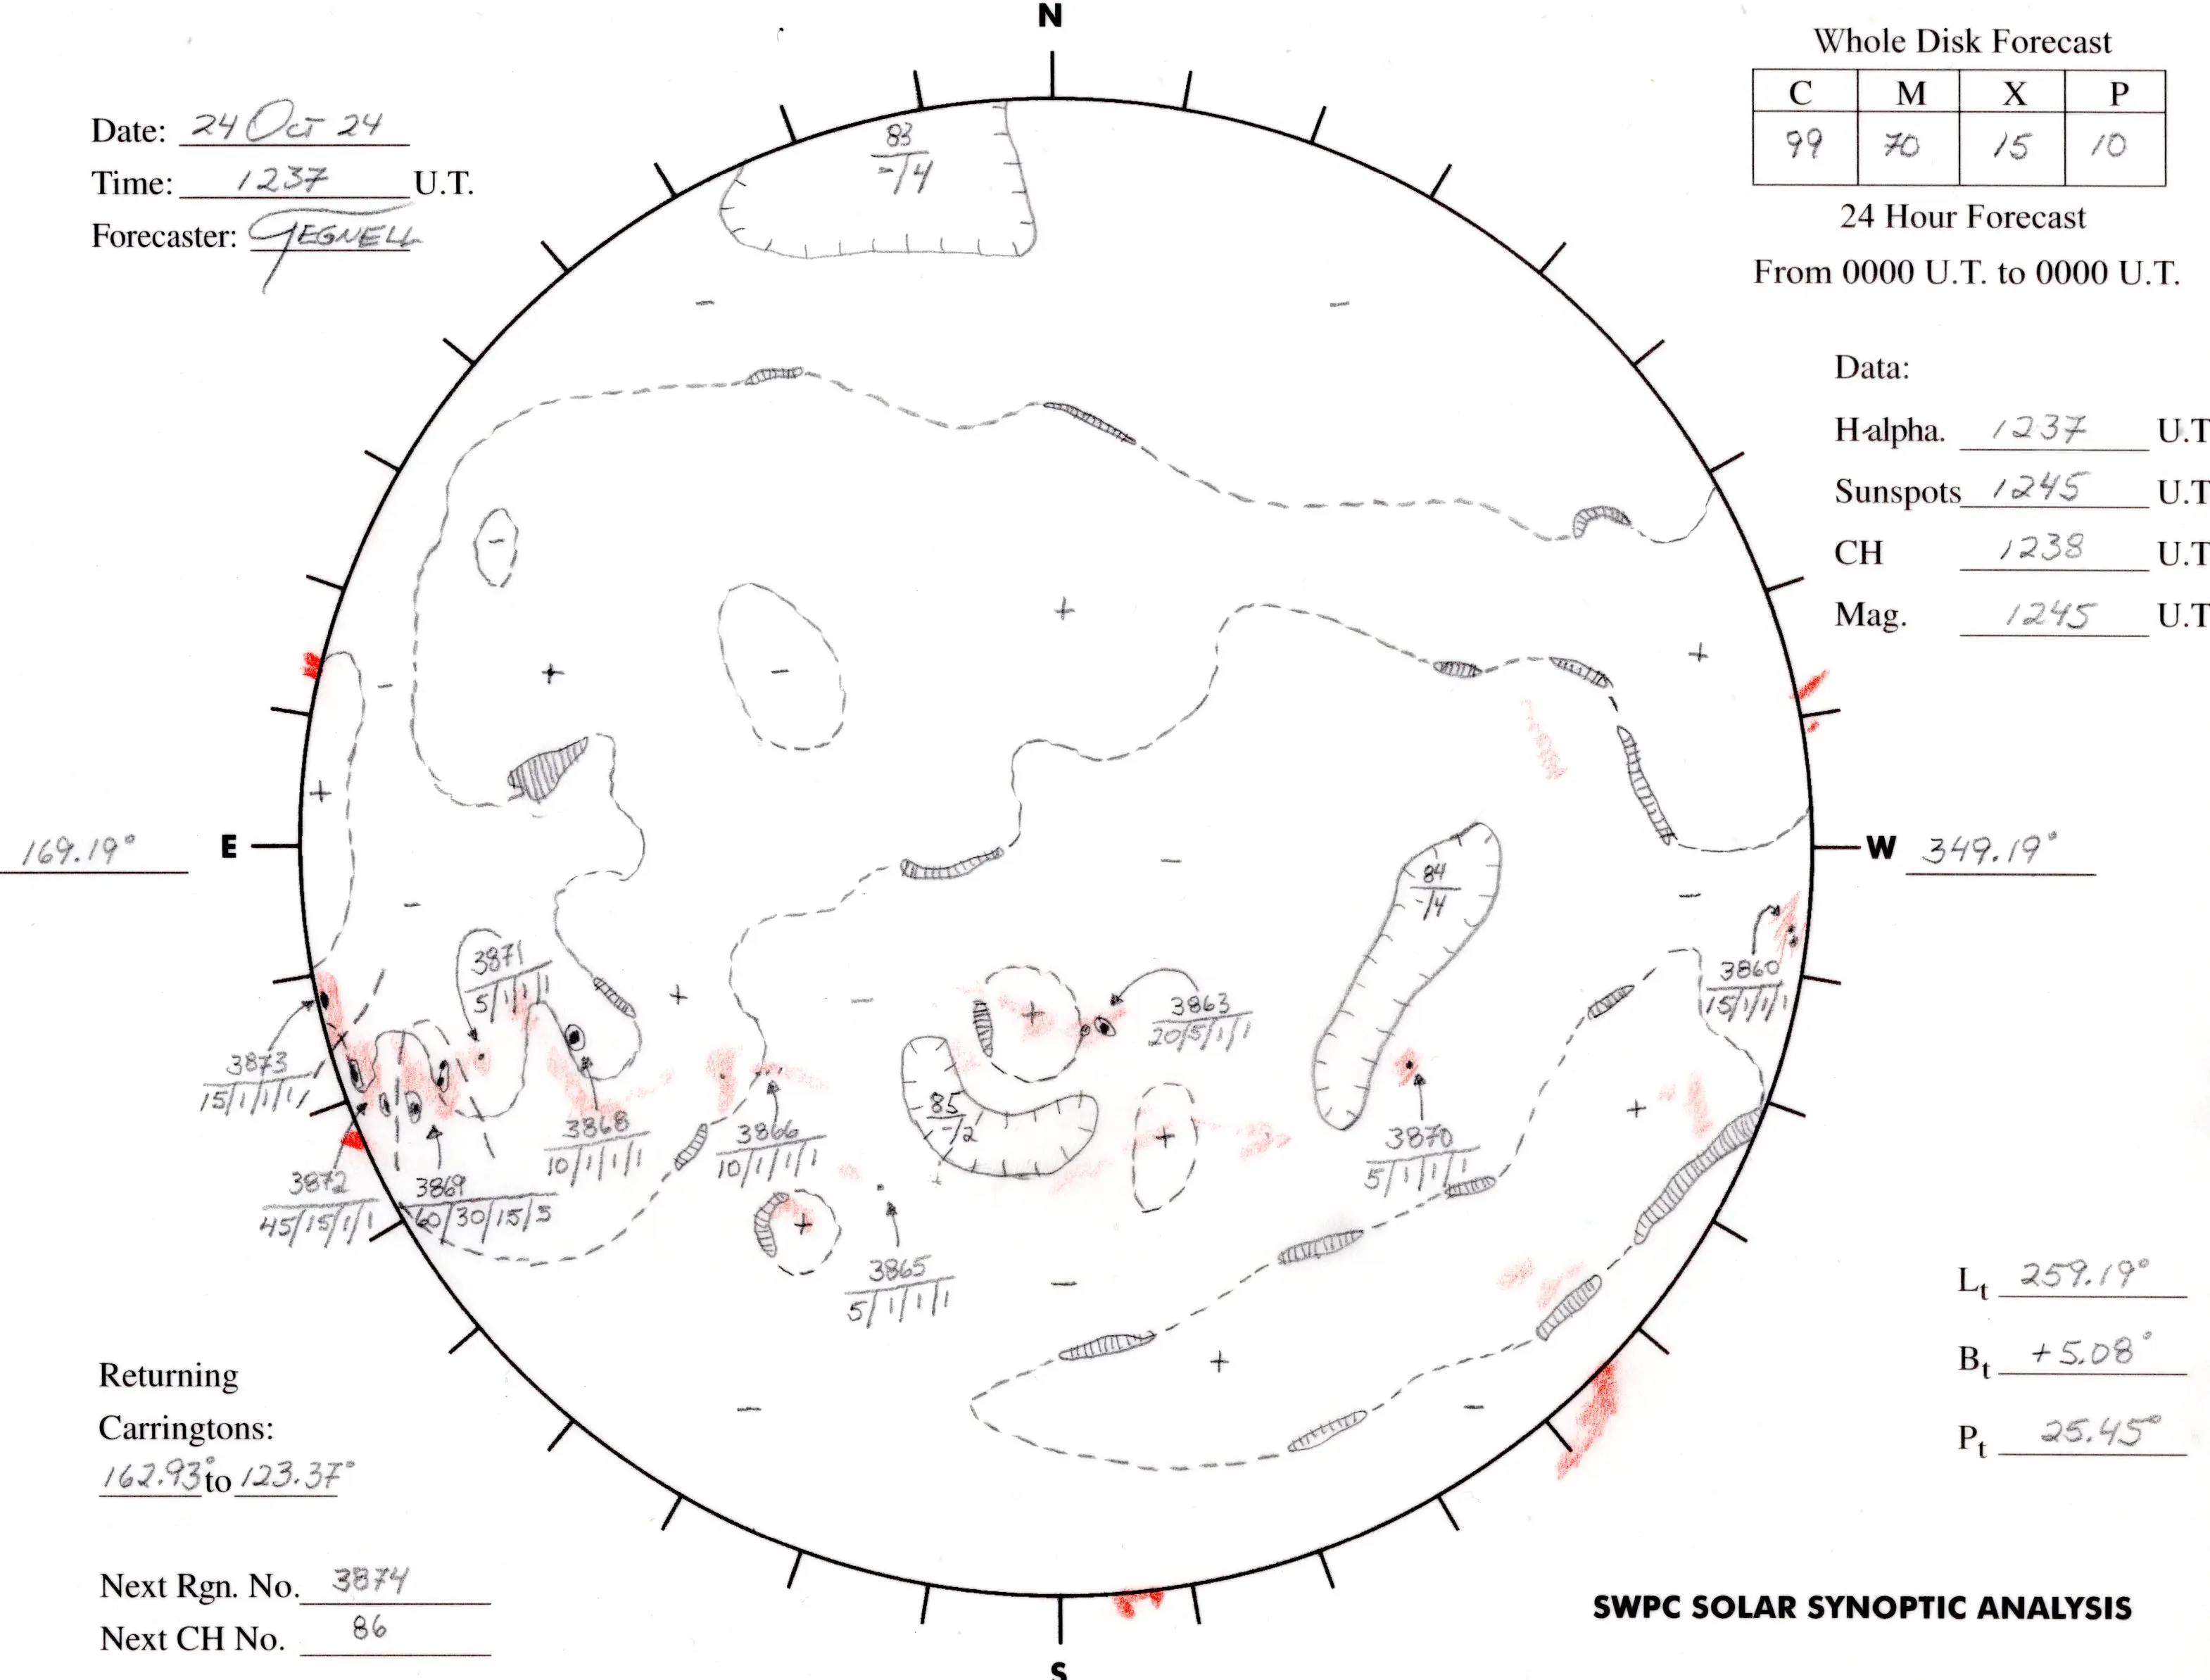 N
Date: 24 Oct 24
Time: 1237 U.T.
Forecaster: TEGNELL
Whole Disk Forecast
C M X P
99 70 15 10
24 Hour Forecast
From 0000 U.T. to 0000 U.T.
Data:
H-alpha. 1237 U.T
Sunspots 1245 U.T
CH 1238 U.T
Mag. 1245 U.T
83
-/4
- -
-
+
+
+
-
-
+
169.19° E
W 349.19°
-
84
-/4
-
-
3871
5/1/1/1
+
-
+
3863
20/5/1/1
3860
15/1/1/1
3873
15/1/1/1
85
-/2
+
+
3868
10/1/1/1
3866
10/1/1/1
3870
5/1/1/1
3872
45/15/1/1
3869
60/30/15/5
+
3865
5/1/1/1
-
+
-
-
Lt 259.19°
Bt +5.08°
Pt 25.45°
Returning
Carringtons:
162.93° to 123.37°
Next Rgn. No. 3874
Next CH No. 86
SWPC SOLAR SYNOPTIC ANALYSIS
S